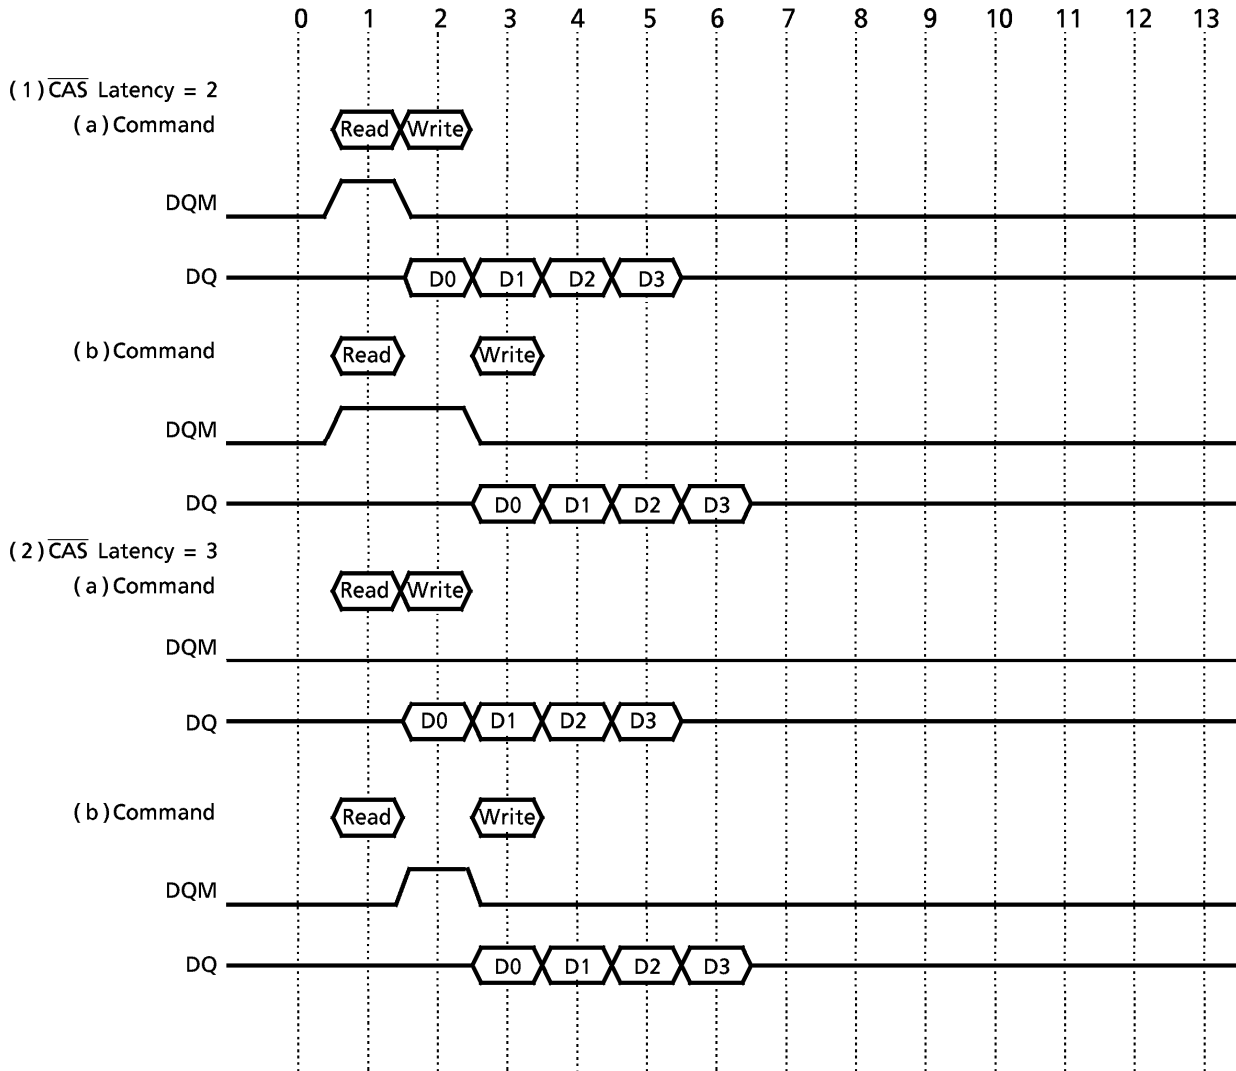 0 1 2 3 4 5 6 7 8 9 10 11 12 13
(1) CAS Latency = 2
(a) Command Read Write
DQM
DQ D0 D1 D2 D3
(b) Command Read Write
DQM
DQ D0 D1 D2 D3
(2) CAS Latency = 3
(a) Command Read Write
DQM
DQ D0 D1 D2 D3
(b) Command Read Write
DQM
DQ D0 D1 D2 D3